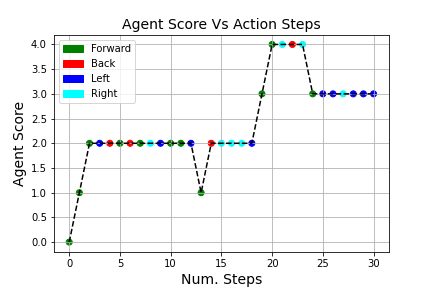 Agent Score Vs Action Steps
4.0
3.5
3.0
2.5
2.0
1.5
1.0
0.5
0.0
Agent Score
Forward
Back
Left
Right
0 5 10 15 20 25 30
Num. Steps